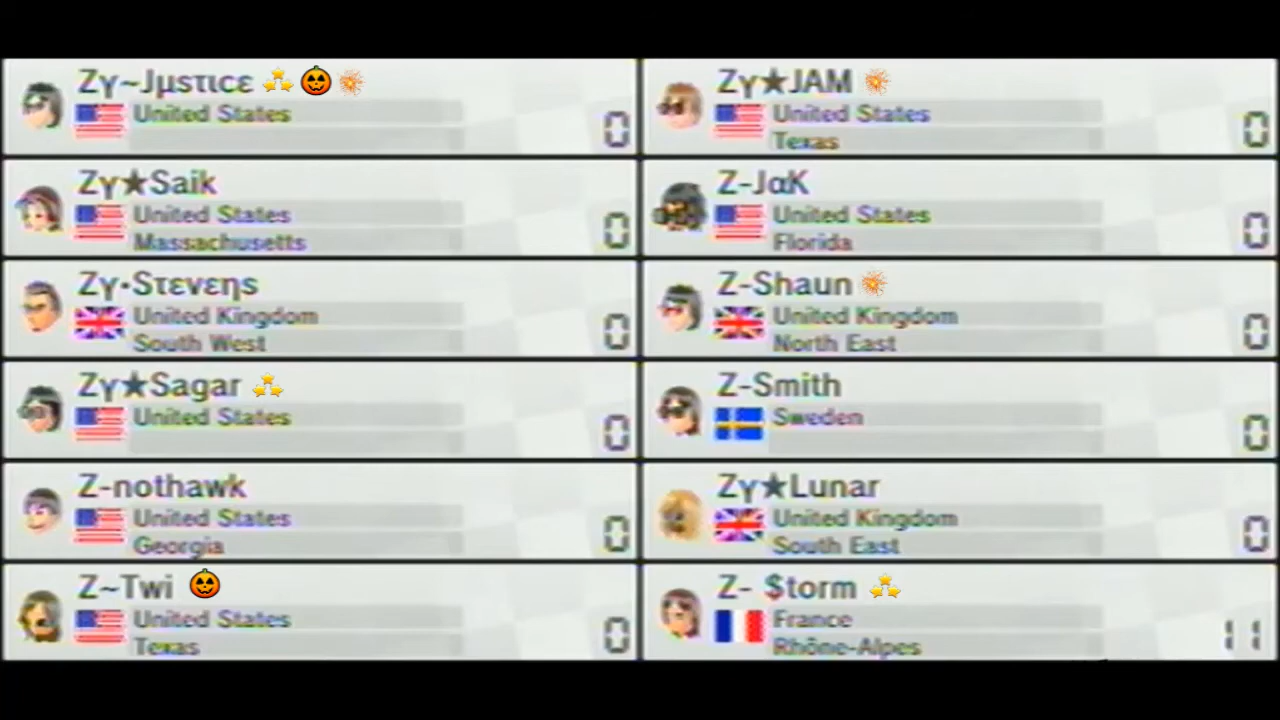 Zγ~Jμsτιcε
United States
0
Zγ★JAM
United States
Texas
0
Zγ★Saik
United States
Massachusetts
0
Z-JαK
United States
Florida
0
Zγ•Sτεvεηs
United Kingdom
South West
0
Z-Shaun
United Kingdom
North East
0
Zγ★Sagar
United States
0
Z-Smith
Sweden
0
Z-nothawk
United States
Georgia
0
Zγ★Lunar
United Kingdom
South East
0
Z~Twi
United States
Texas
0
Z- $torm
France
Rhône-Alpes
11